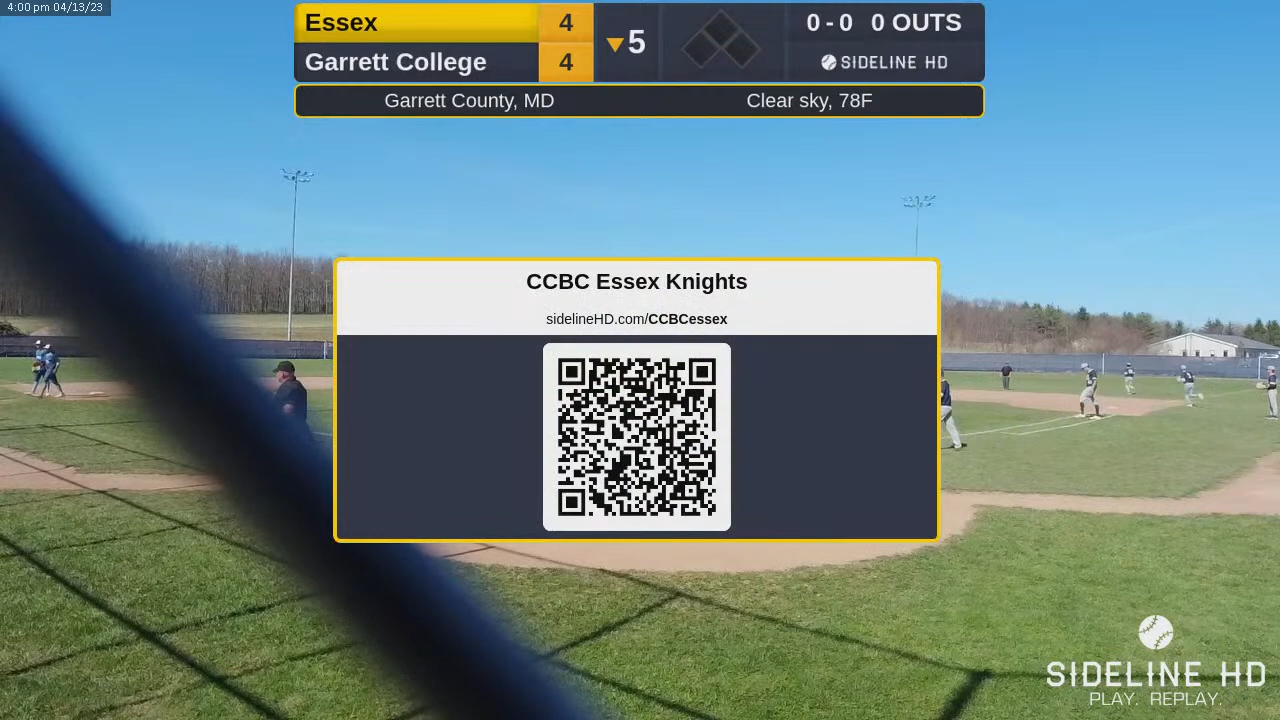 4:00 pm 04/13/23
Essex 4
Garrett College 4
5
0 - 0 0 OUTS
SIDELINE HD
Garrett County, MD Clear sky, 78F
CCBC Essex Knights
sidelineHD.com/CCBCessex
SIDELINE HD
PLAY. REPLAY.